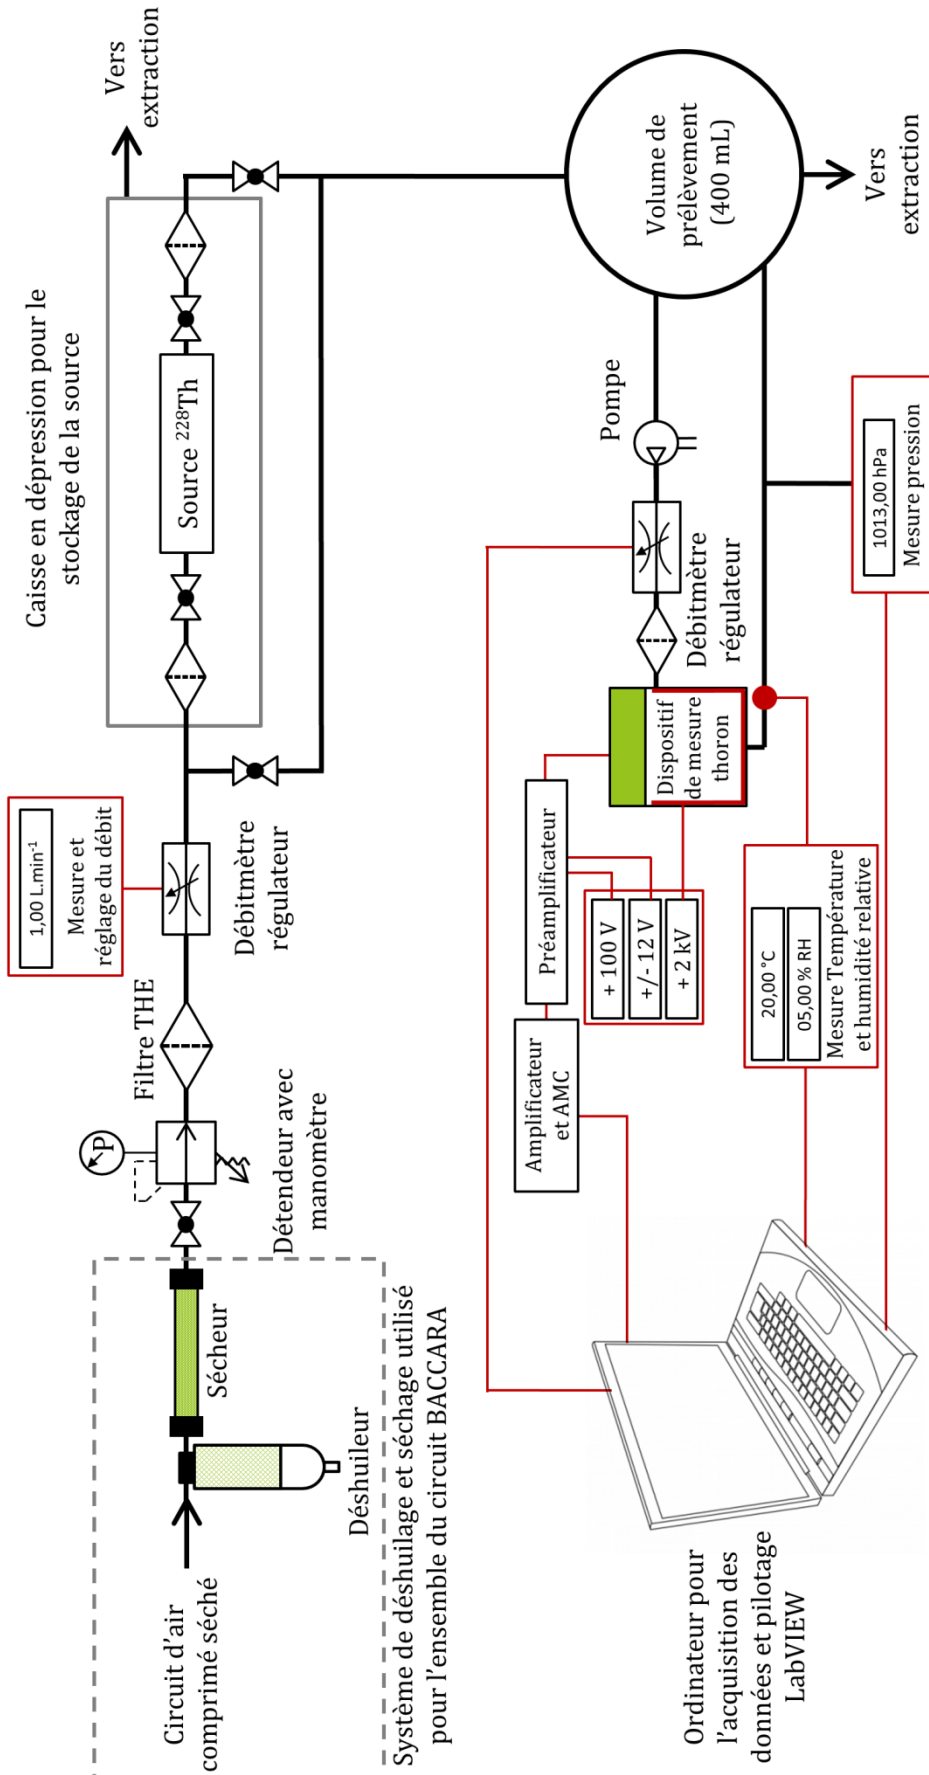 Circuit d'air
comprimé séché
Déshuileur
Sécheur
Système de déshuilage et séchage utilisé
pour l'ensemble du circuit BACCARA
P
Détendeur avec
manomètre
Filtre THE
1,00 L.min⁻¹
Mesure et
réglage du débit
Débitmètre
régulateur
Caisse en dépression pour le
stockage de la source
Source ²²⁸Th
Vers
extraction
Ordinateur pour
l'acquisition des
données et pilotage
LabVIEW
Amplificateur
et AMC
Préamplificateur
+ 100 V
+/- 12 V
+ 2 kV
Dispositif
de mesure
thoron
Débitmètre
régulateur
Pompe
Volume de
prélèvement
(400 mL)
Vers
extraction
20,00 °C
05,00 % RH
Mesure Température
et humidité relative
1013,00 hPa
Mesure pression